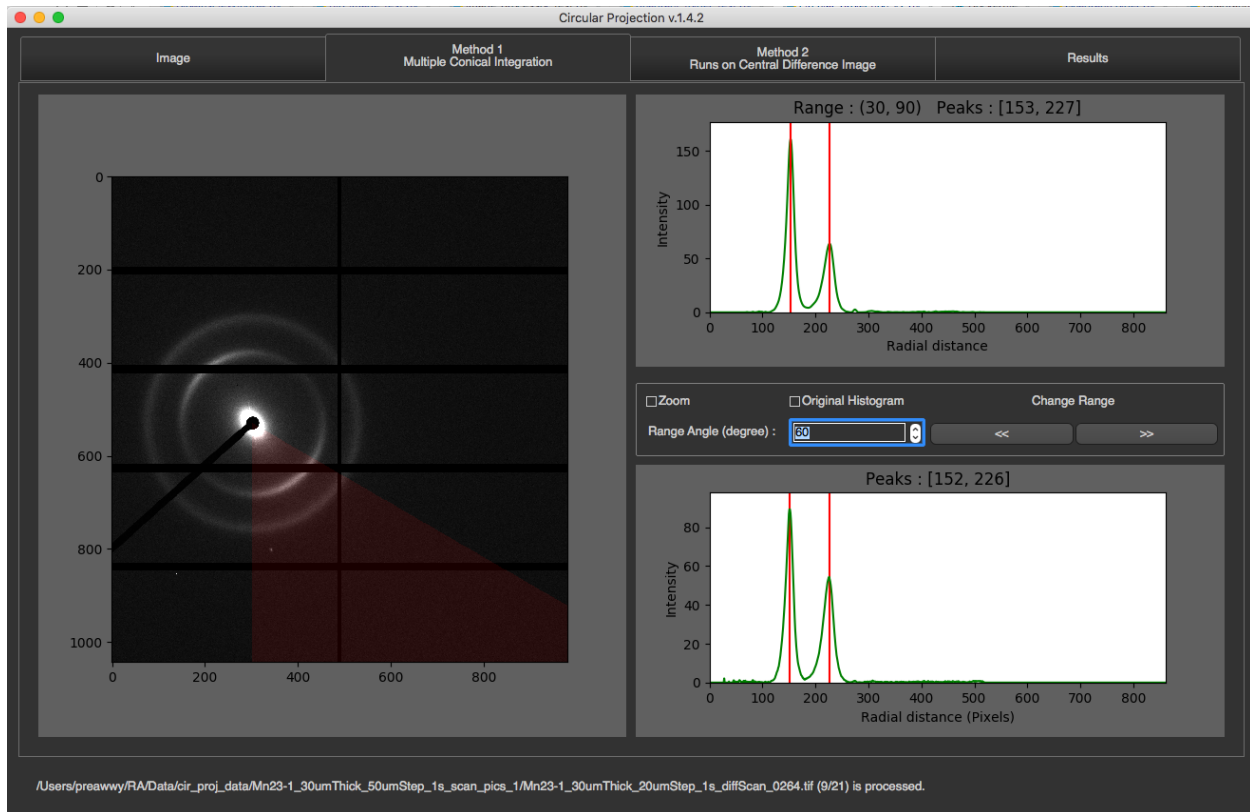 Circular Projection v.1.4.2
Image
Method 1
Multiple Conical Integration
Method 2
Runs on Central Difference Image
Results
0
200
400
600
800
1000
0 200 400 600 800
Range : (30, 90) Peaks : [153, 227]
Intensity
150
100
50
0
0 100 200 300 400 500 600 700 800
Radial distance
Zoom
Original Histogram
Change Range
Range Angle (degree) :
60
<<
>>
Peaks : [152, 226]
Intensity
80
60
40
20
0
0 100 200 300 400 500 600 700 800
Radial distance (Pixels)
/Users/preawwy/RA/Data/cir_proj_data/Mn23-1_30umThick_50umStep_1s_scan_pics_1/Mn23-1_30umThick_20umStep_1s_diffScan_0264.tif (9/21) is processed.